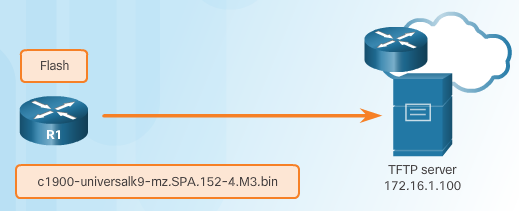 Flash
R1
c1900-universalk9-mz.SPA.152-4.M3.bin
TFTP server
172.16.1.100